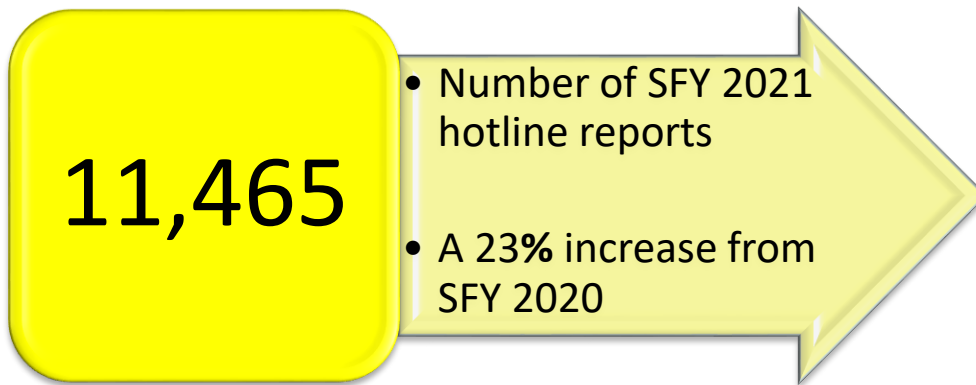 11,465
• Number of SFY 2021
hotline reports
• A 23% increase from
SFY 2020